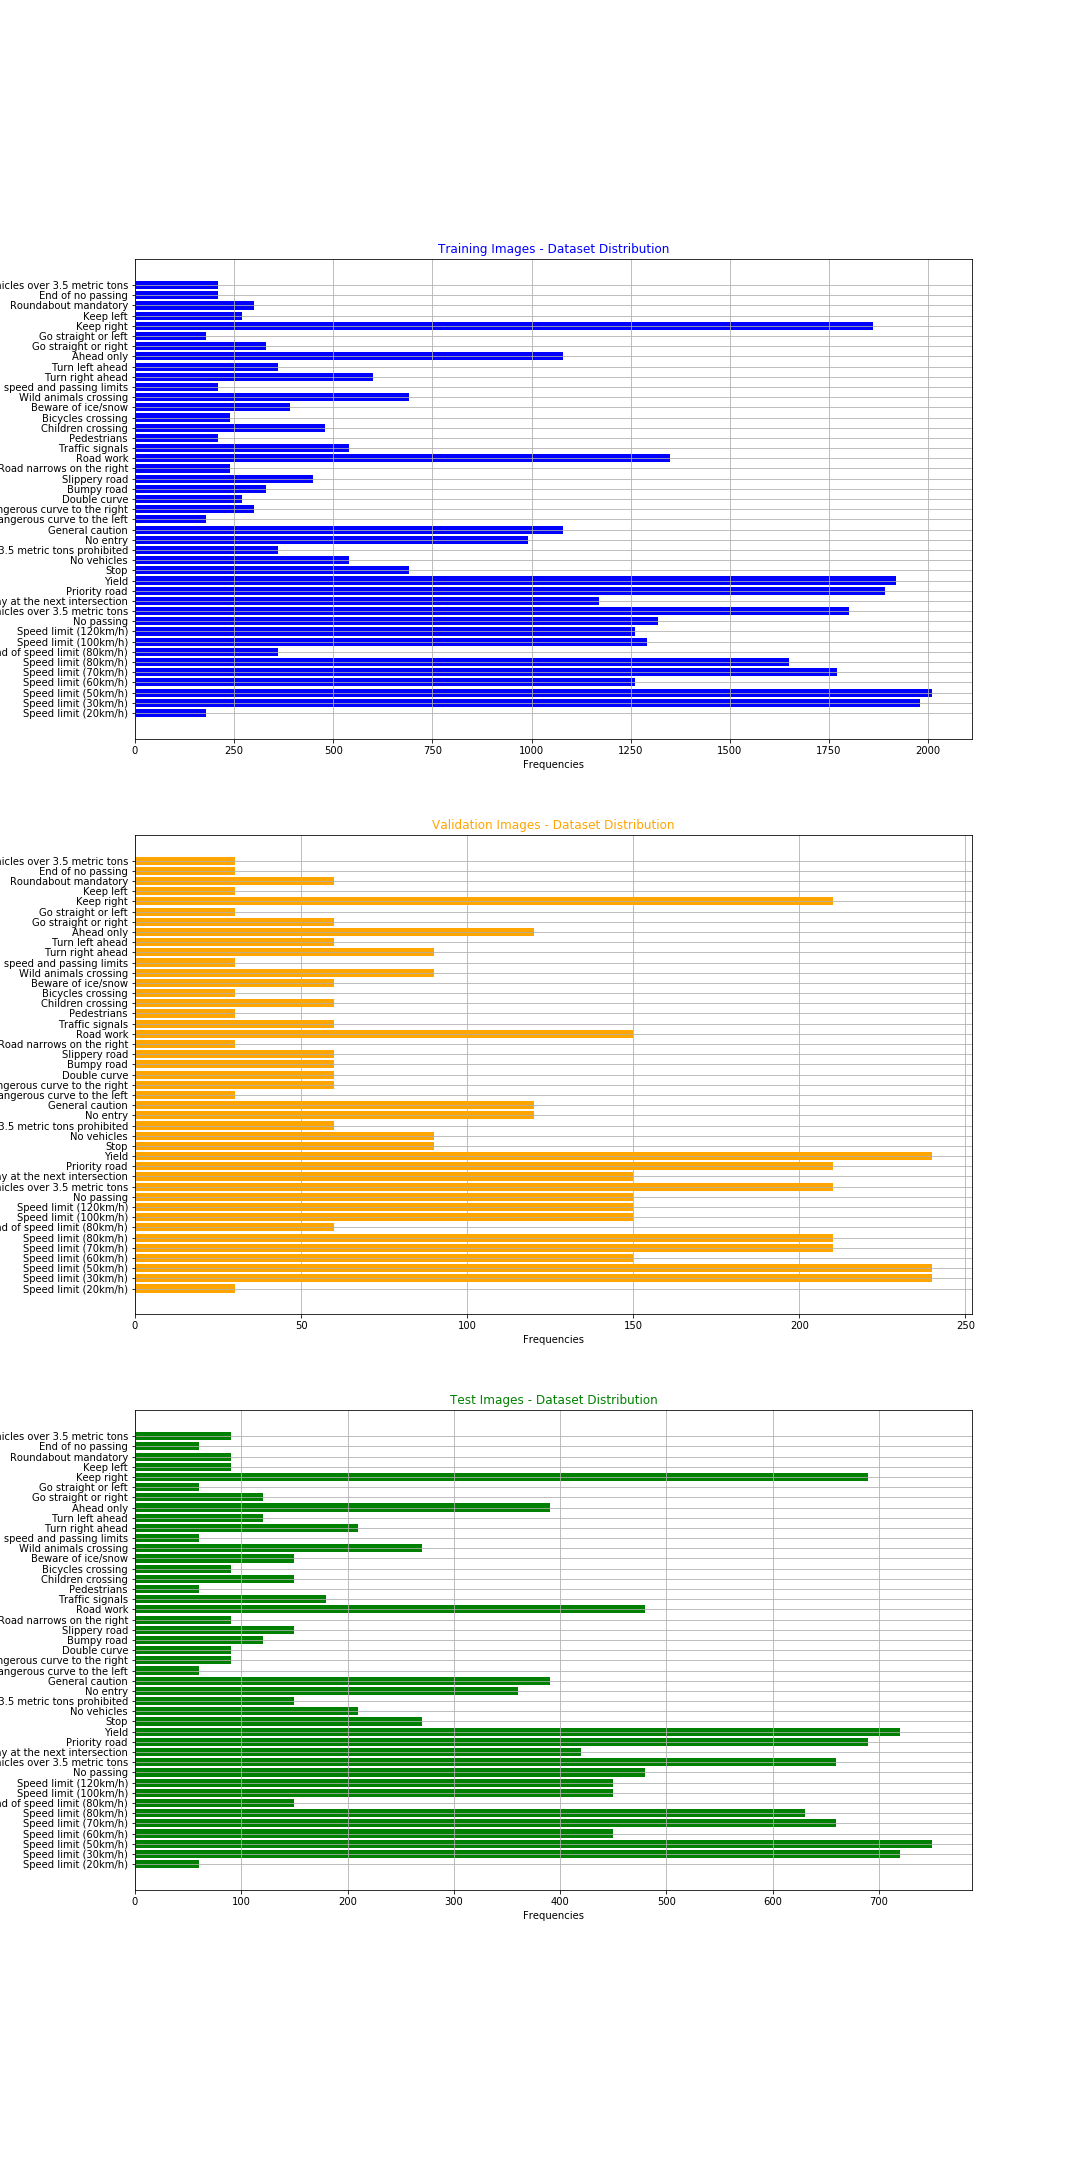 Training Images - Dataset Distribution
vehicles over 3.5 metric tons
End of no passing
Roundabout mandatory
Keep left
Keep right
Go straight or left
Go straight or right
Ahead only
Turn left ahead
Turn right ahead
speed and passing limits
Wild animals crossing
Beware of ice/snow
Bicycles crossing
Children crossing
Pedestrians
Traffic signals
Road work
Road narrows on the right
Slippery road
Bumpy road
Double curve
ngerous curve to the right
angerous curve to the left
General caution
No entry
3.5 metric tons prohibited
No vehicles
Stop
Yield
Priority road
y at the next intersection
icles over 3.5 metric tons
No passing
Speed limit (120km/h)
Speed limit (100km/h)
d of speed limit (80km/h)
Speed limit (80km/h)
Speed limit (70km/h)
Speed limit (60km/h)
Speed limit (50km/h)
Speed limit (30km/h)
Speed limit (20km/h)
0 250 500 750 1000 1250 1500 1750 2000
Frequencies
Validation Images - Dataset Distribution
icles over 3.5 metric tons
End of no passing
Roundabout mandatory
Keep left
Keep right
Go straight or left
Go straight or right
Ahead only
Turn left ahead
Turn right ahead
speed and passing limits
Wild animals crossing
Beware of ice/snow
Bicycles crossing
Children crossing
Pedestrians
Traffic signals
Road work
Road narrows on the right
Slippery road
Bumpy road
Double curve
ngerous curve to the right
angerous curve to the left
General caution
No entry
3.5 metric tons prohibited
No vehicles
Stop
Yield
Priority road
y at the next intersection
icles over 3.5 metric tons
No passing
Speed limit (120km/h)
Speed limit (100km/h)
d of speed limit (80km/h)
Speed limit (80km/h)
Speed limit (70km/h)
Speed limit (60km/h)
Speed limit (50km/h)
Speed limit (30km/h)
Speed limit (20km/h)
0 50 100 150 200 250
Frequencies
Test Images - Dataset Distribution
icles over 3.5 metric tons
End of no passing
Roundabout mandatory
Keep left
Keep right
Go straight or left
Go straight or right
Ahead only
Turn left ahead
Turn right ahead
speed and passing limits
Wild animals crossing
Beware of ice/snow
Bicycles crossing
Children crossing
Pedestrians
Traffic signals
Road work
Road narrows on the right
Slippery road
Bumpy road
Double curve
ngerous curve to the right
angerous curve to the left
General caution
No entry
3.5 metric tons prohibited
No vehicles
Stop
Yield
Priority road
y at the next intersection
icles over 3.5 metric tons
No passing
Speed limit (120km/h)
Speed limit (100km/h)
d of speed limit (80km/h)
Speed limit (80km/h)
Speed limit (70km/h)
Speed limit (60km/h)
Speed limit (50km/h)
Speed limit (30km/h)
Speed limit (20km/h)
0 100 200 300 400 500 600 700
Frequencies